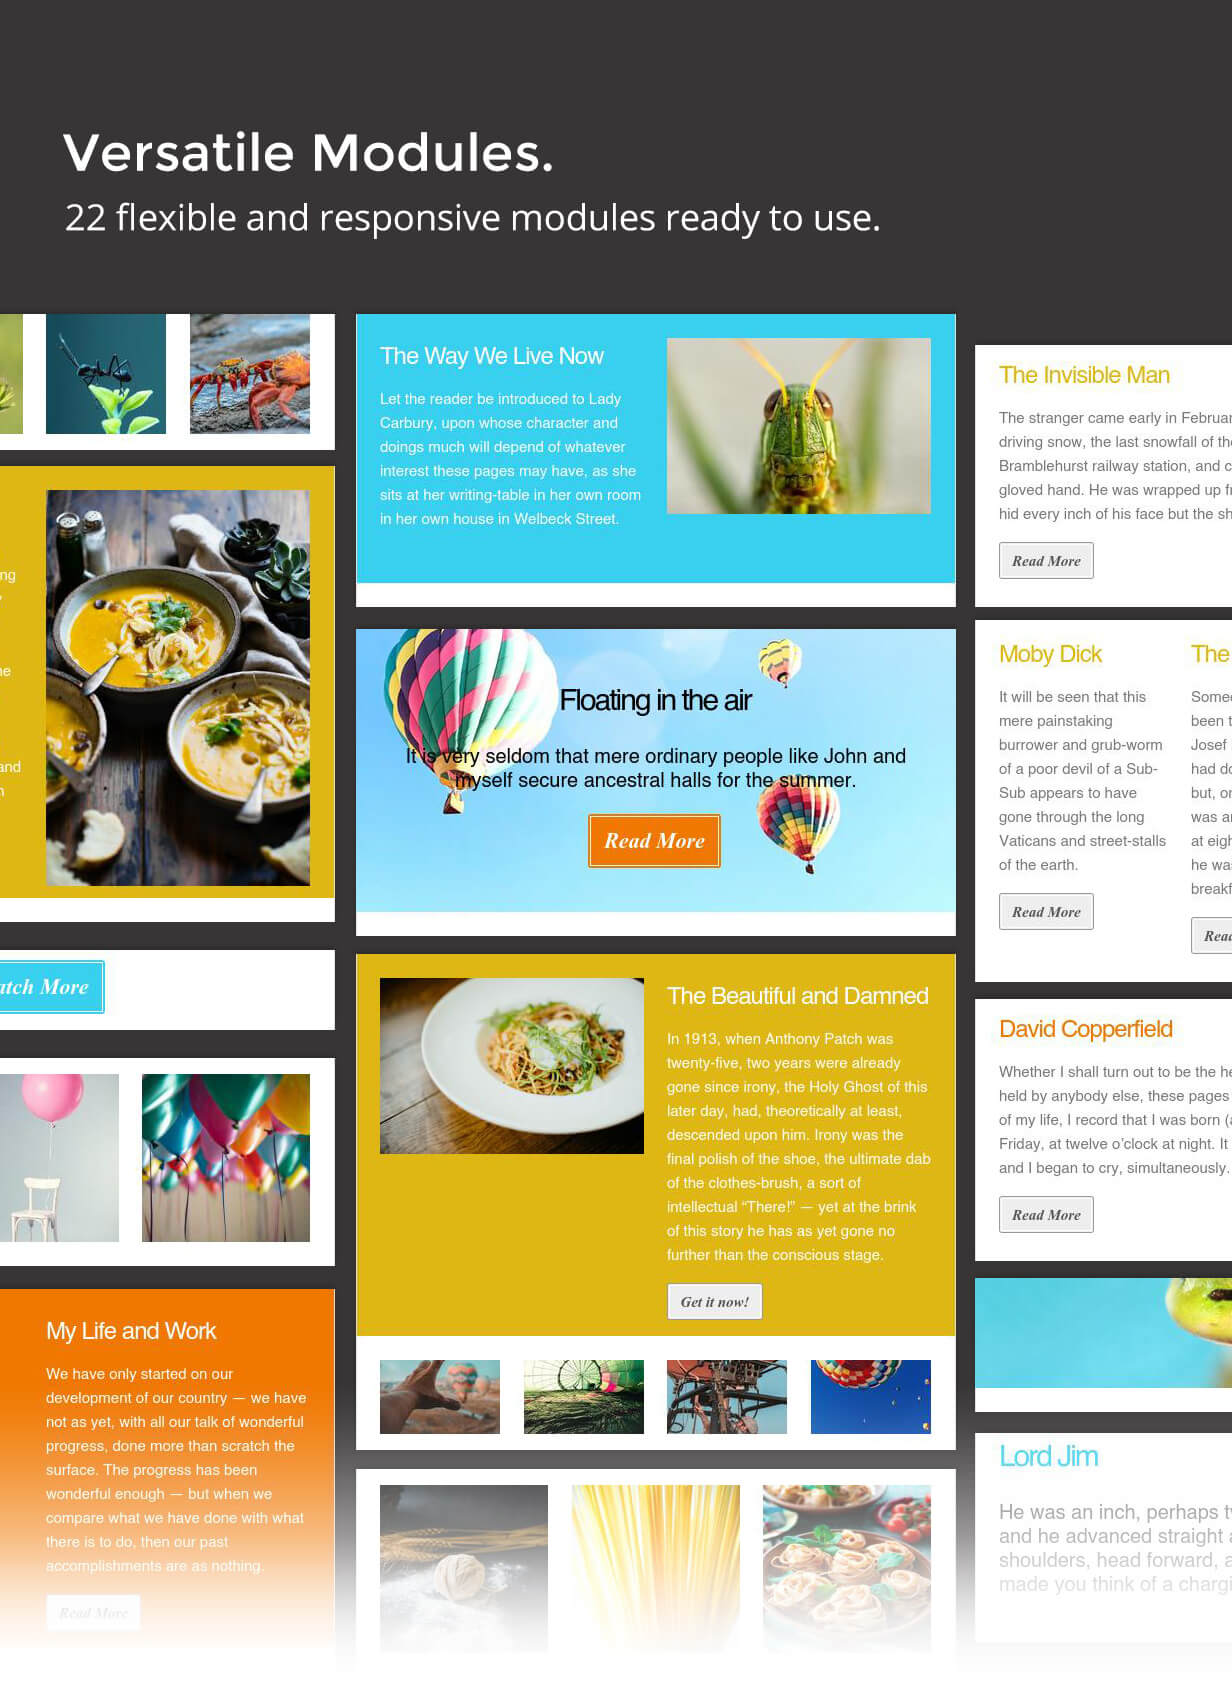 Versatile Modules.
22 flexible and responsive modules ready to use.
ng
and
More
My Life and Work
We have only started on our
development of our country — we have
not as yet, with all our talk of wonderful
progress, done more than scratch the
surface. The progress has been
wonderful enough — but when we
compare what we have done with what
there is to do, then our past
accomplishments are as nothing.
Read More
The Way We Live Now
Let the reader be introduced to Lady
Carbury, upon whose character and
doings much will depend of whatever
interest these pages may have, as she
sits at her writing-table in her own room
in her own house in Welbeck Street.
Floating in the air
It is very seldom that mere ordinary people like John and
myself secure ancestral halls for the summer.
Read More
The Beautiful and Damned
In 1913, when Anthony Patch was
twenty-five, two years were already
gone since irony, the Holy Ghost of this
later day, had, theoretically at least,
descended upon him. Irony was the
final polish of the shoe, the ultimate dab
of the clothes-brush, a sort of
intellectual “There!” — yet at the brink
of this story he has as yet gone no
further than the conscious stage.
Get it now!
The Invisible Man
The stranger came early in
driving snow, the last snowfall of
Bramblehurst railway station, and
gloved hand. He was wrapped up
hid every inch of his face but the
Read More
Moby Dick
It will be seen that this
mere painstaking
burrower and grub-worm
of a poor devil of a Sub-
Sub appears to have
gone through the long
Vaticans and street-stalls
of the earth.
Read More
The
been
Josef
had
but,
was
at
he
David Copperfield
Whether I shall turn out to be the
held by anybody else, these pages
of my life, I record that I was born
Friday, at twelve o’clock at night. It
and I began to cry, simultaneously.
Read More
Lord Jim
He was an inch, perhaps
and he advanced straight
shoulders, head forward,
made you think of a